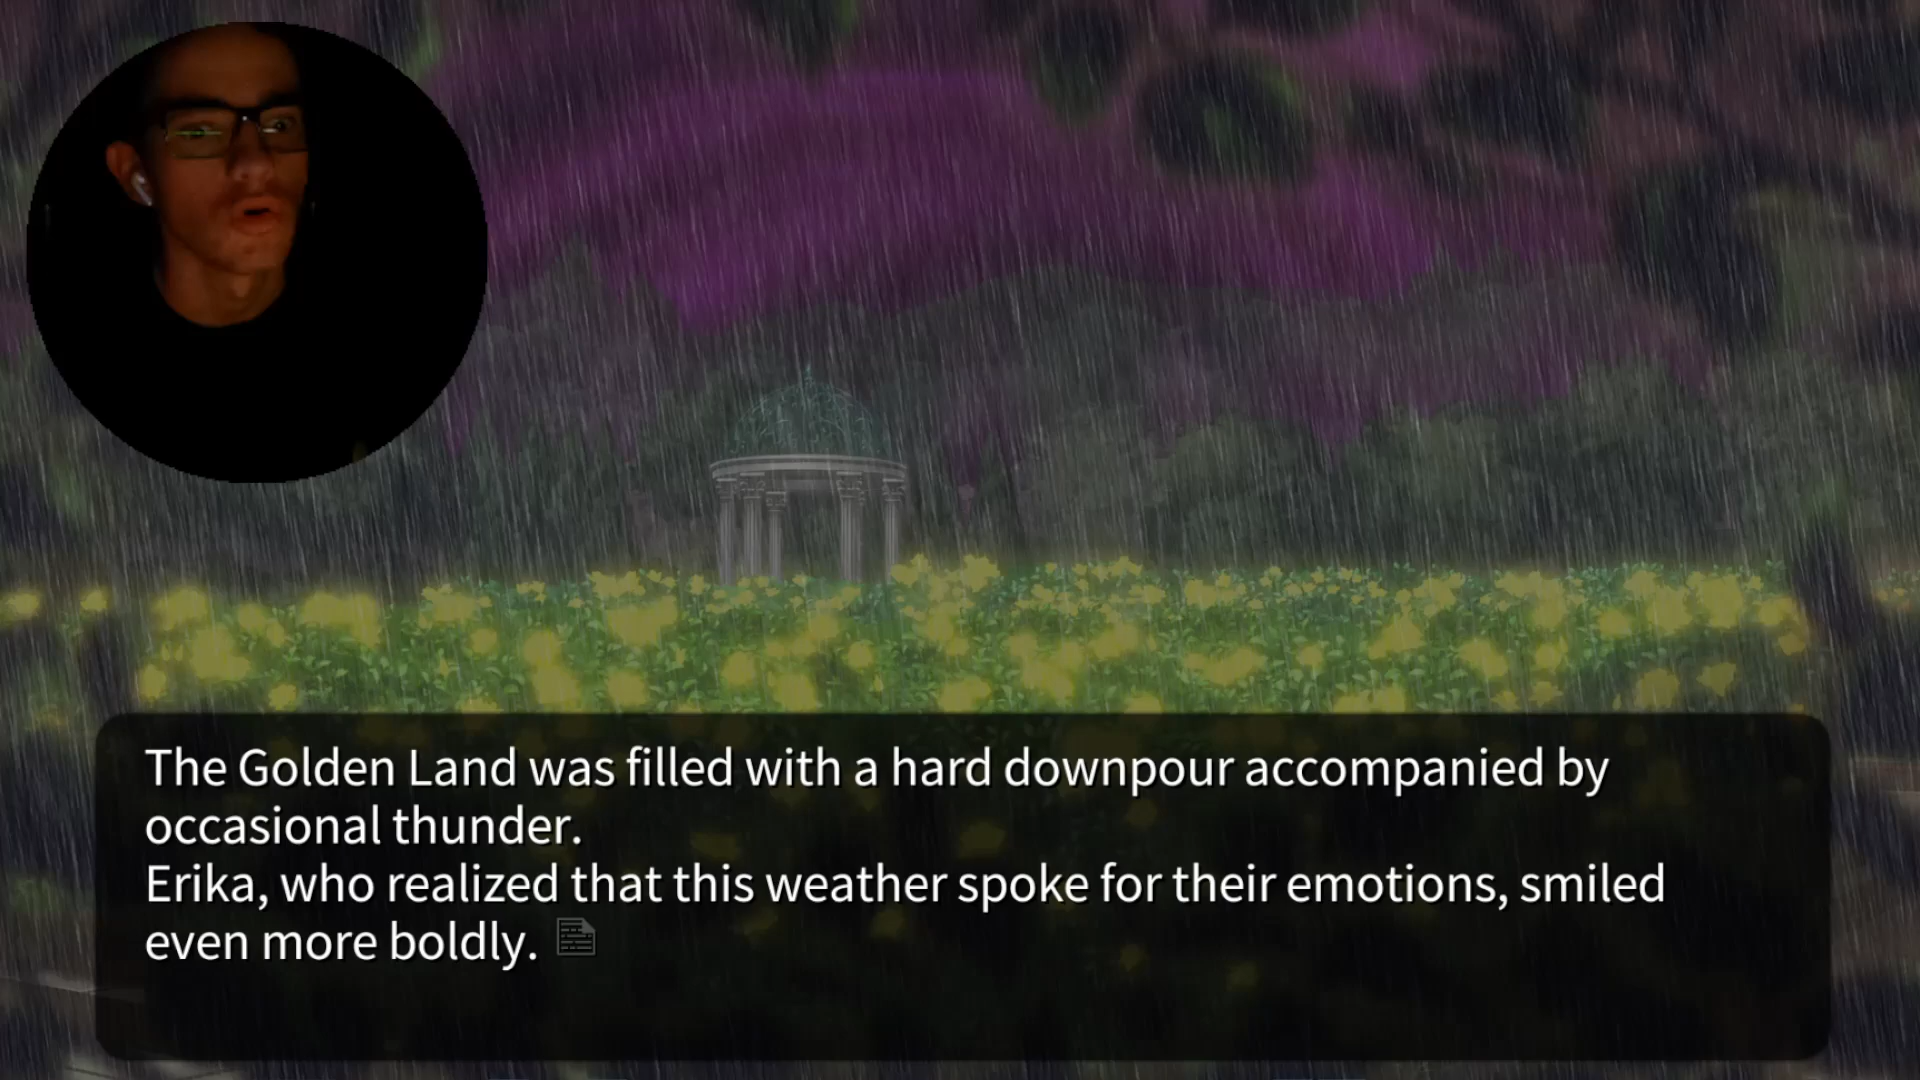 The Golden Land was filled with a hard downpour accompanied by
occasional thunder.
Erika, who realized that this weather spoke for their emotions, smiled
even more boldly.